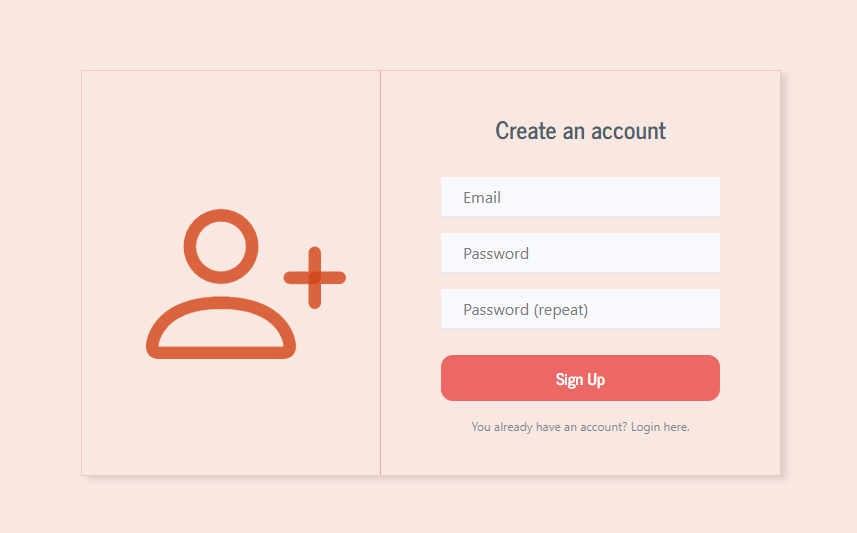 Create an account
Email
Password
Password (repeat)
Sign Up
You already have an account? Login here.